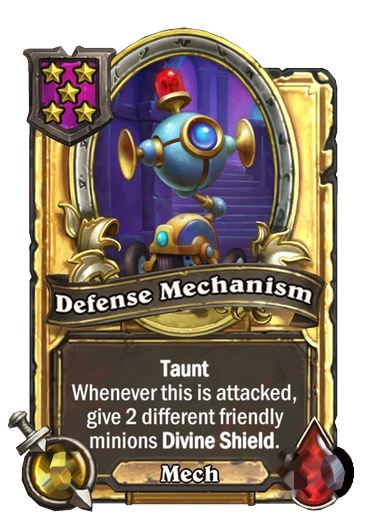 Defense Mechanism
Taunt
Whenever this is attacked,
give 2 different friendly
minions Divine Shield.
Mech